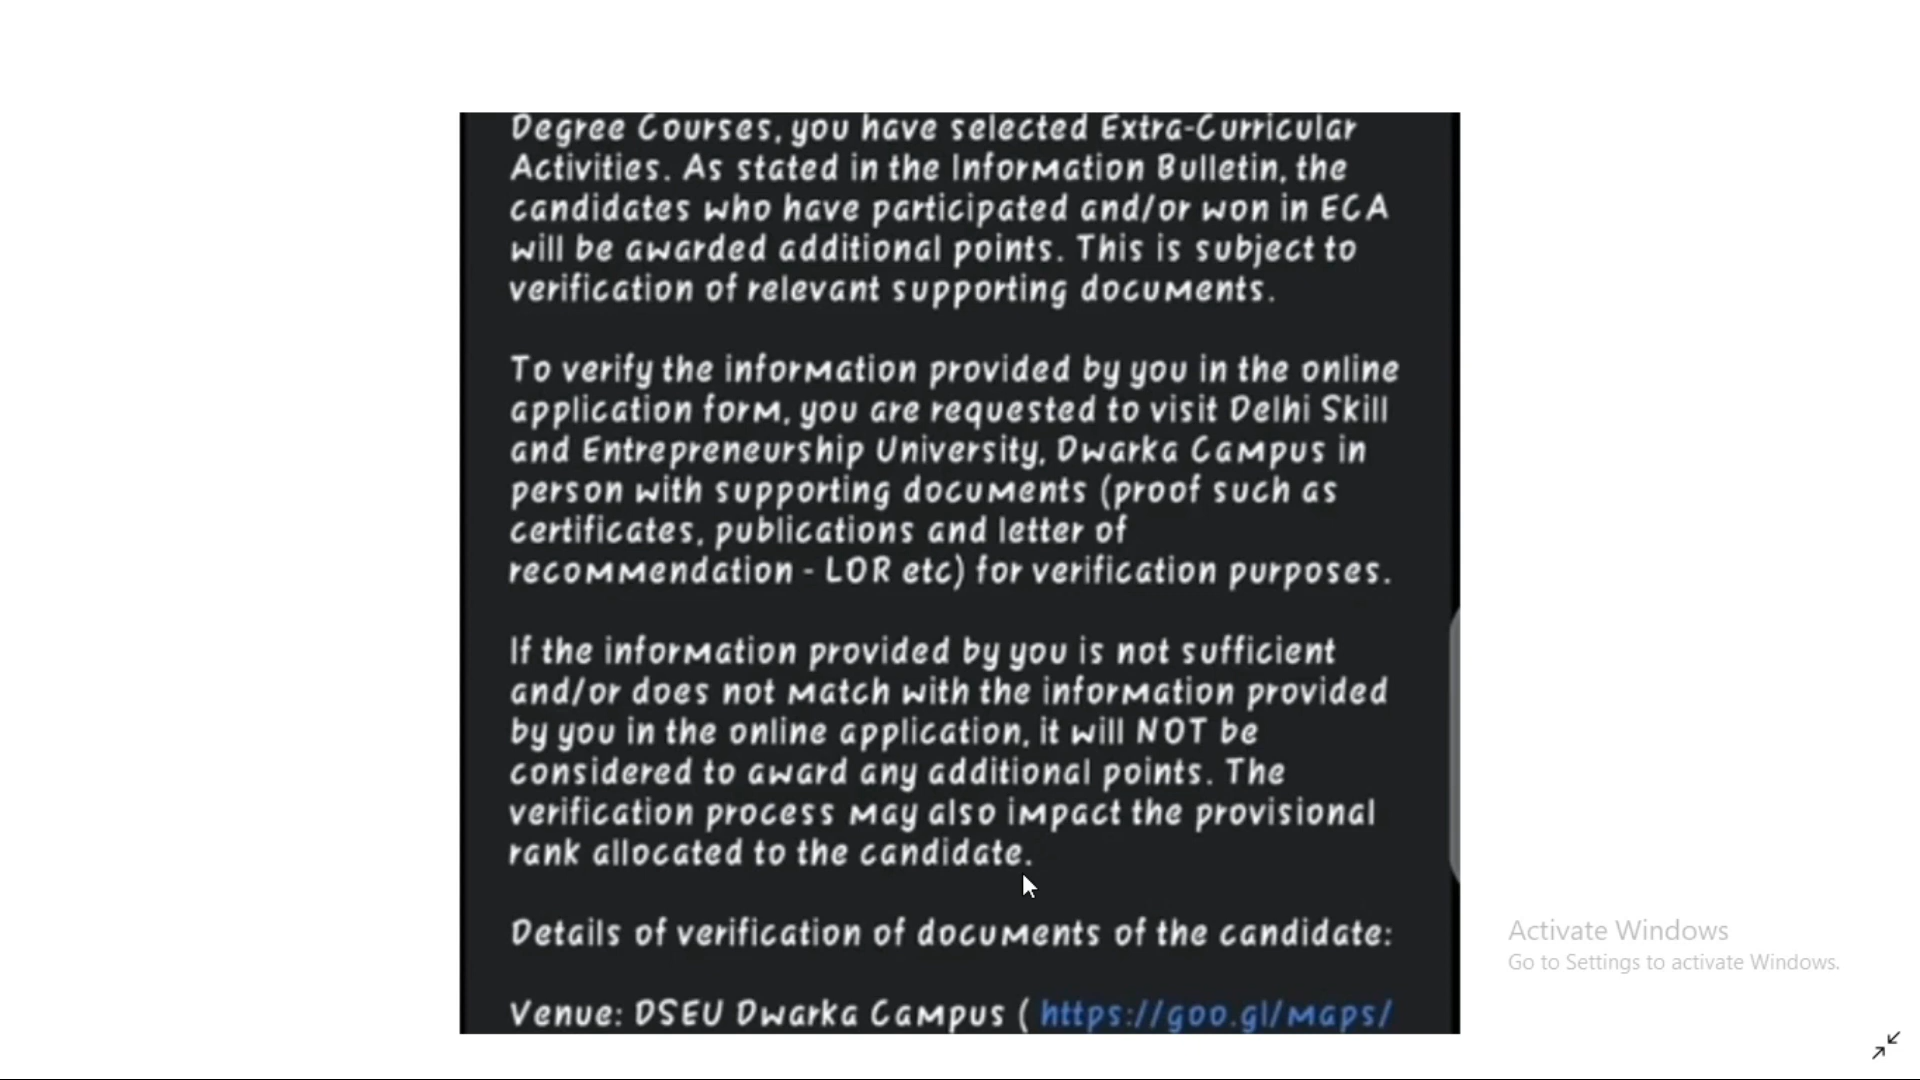 Degree Courses, you have selected Extra-Curricular
Activities. As stated in the Information Bulletin, the
candidates who have participated and/or won in ECA
will be awarded additional points. This is subject to
verification of relevant supporting documents.
To verify the information provided by you in the online
application form, you are requested to visit Delhi Skill
and Entrepreneurship University, Dwarka Campus in
person with supporting documents (proof such as
certificates, publications and letter of
recommendation - LOR etc) for verification purposes.
If the information provided by you is not sufficient
and/or does not match with the information provided
by you in the online application, it will NOT be
considered to award any additional points. The
verification process may also impact the provisional
rank allocated to the candidate.
Details of verification of documents of the candidate:
Venue: DSEU Dwarka Campus ( https://goo.gl/maps/
Activate Windows
Go to Settings to activate Windows.